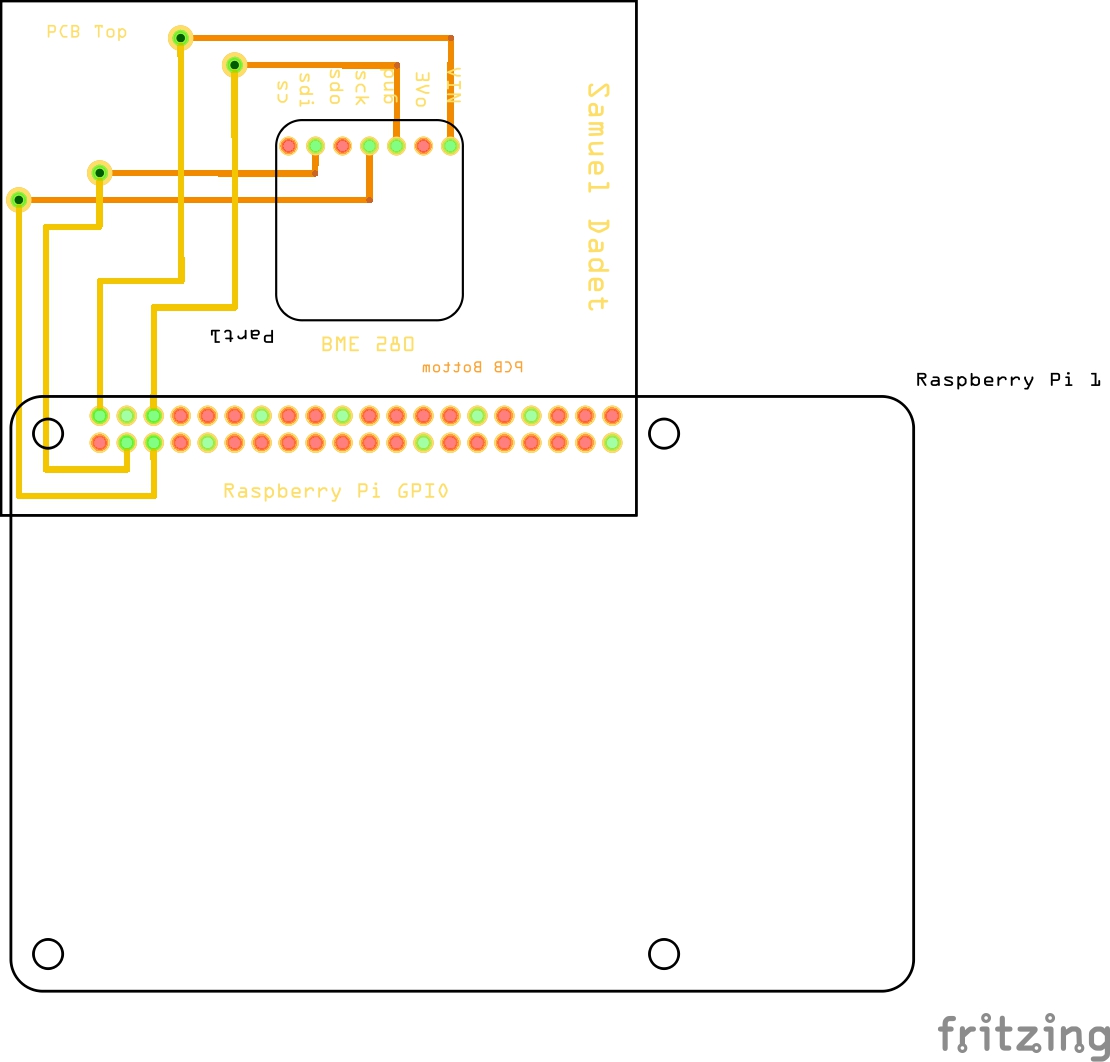 PCB Top
cs
sdi
sdo
sck
gnd
3Vo
VIN
Samuel Dadet
Part1
BME 280
PCB Bottom
Raspberry Pi 1
Raspberry Pi GPIO
fritzing